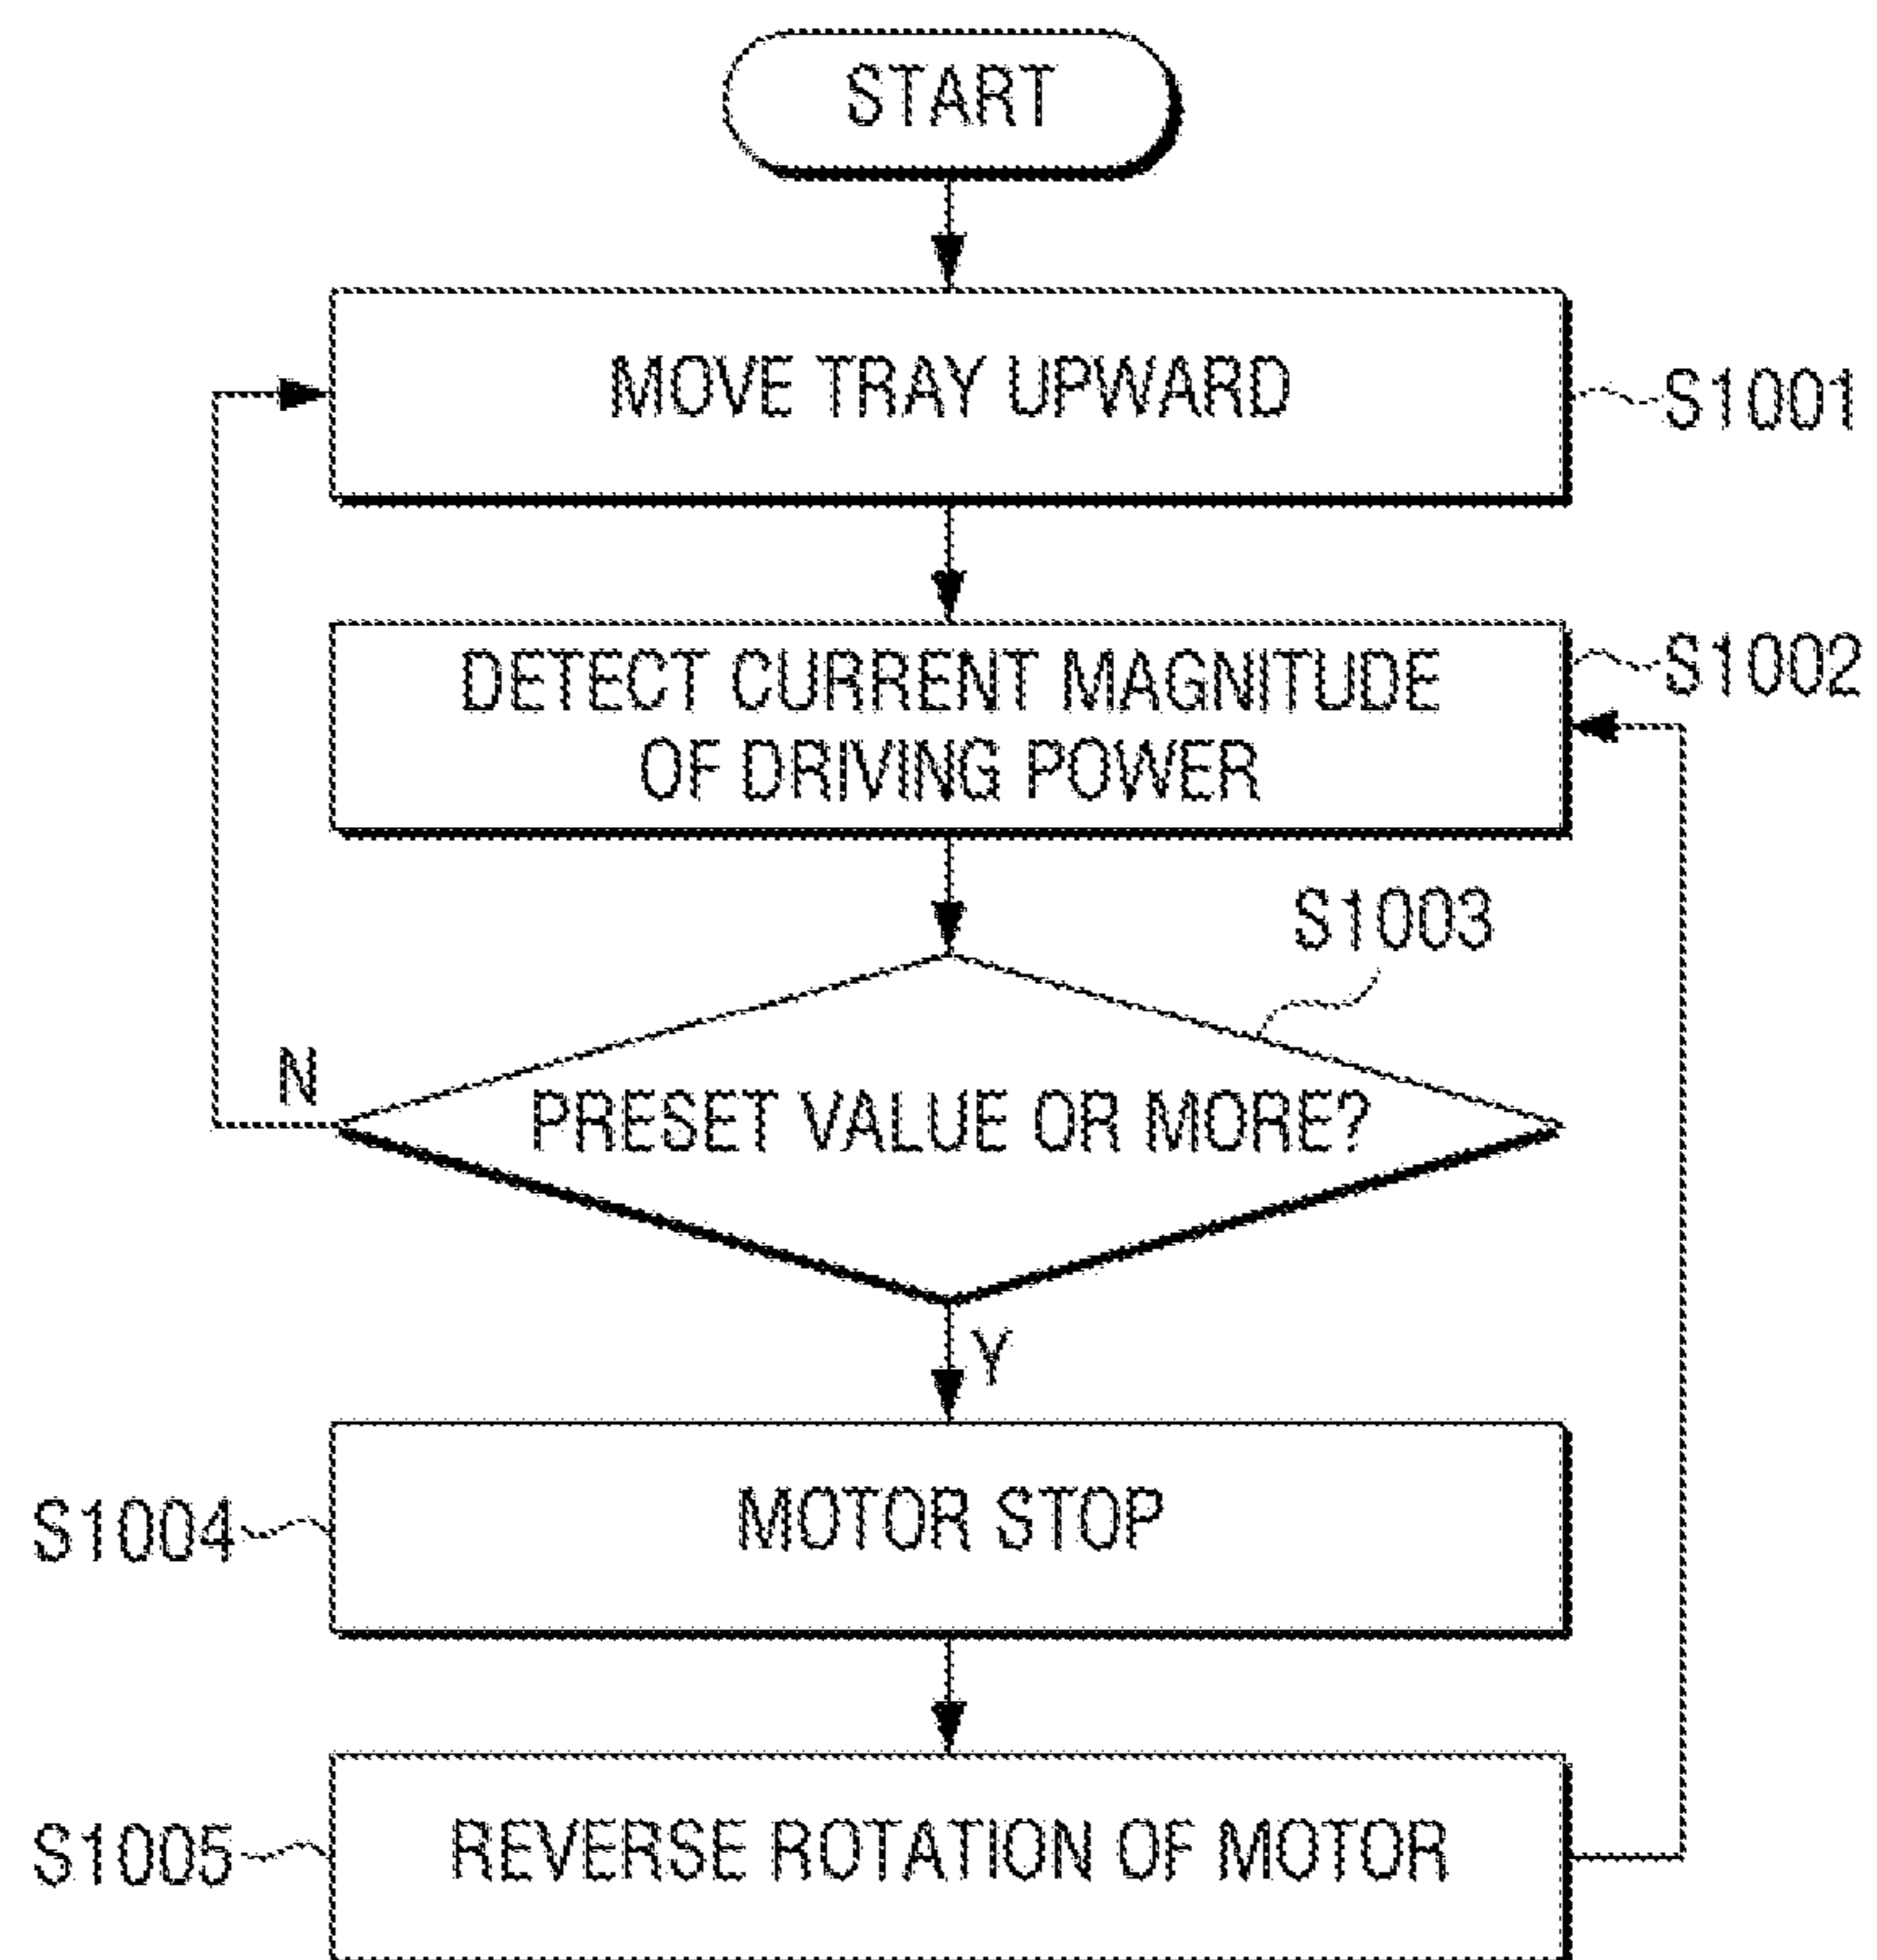 START
MOVE TRAY UPWARD
S1001
DETECT CURRENT MAGNITUDE
OF DRIVING POWER
S1002
S1003
PRESET VALUE OR MORE?
N
Y
MOTOR STOP
S1004
REVERSE ROTATION OF MOTOR
S1005